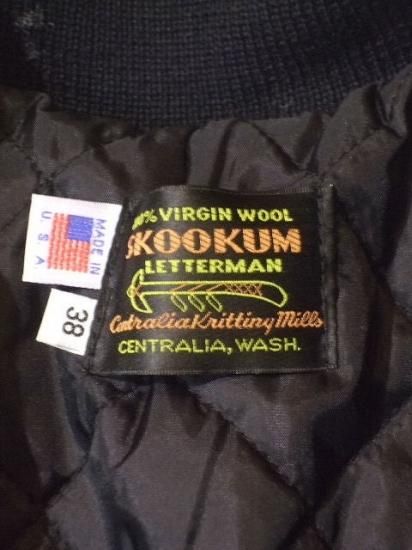 100% VIRGIN WOOL
SKOOKUM
LETTERMAN
Centralia Knitting Mills
CENTRALIA, WASH.
MADE IN
U.S.A
38